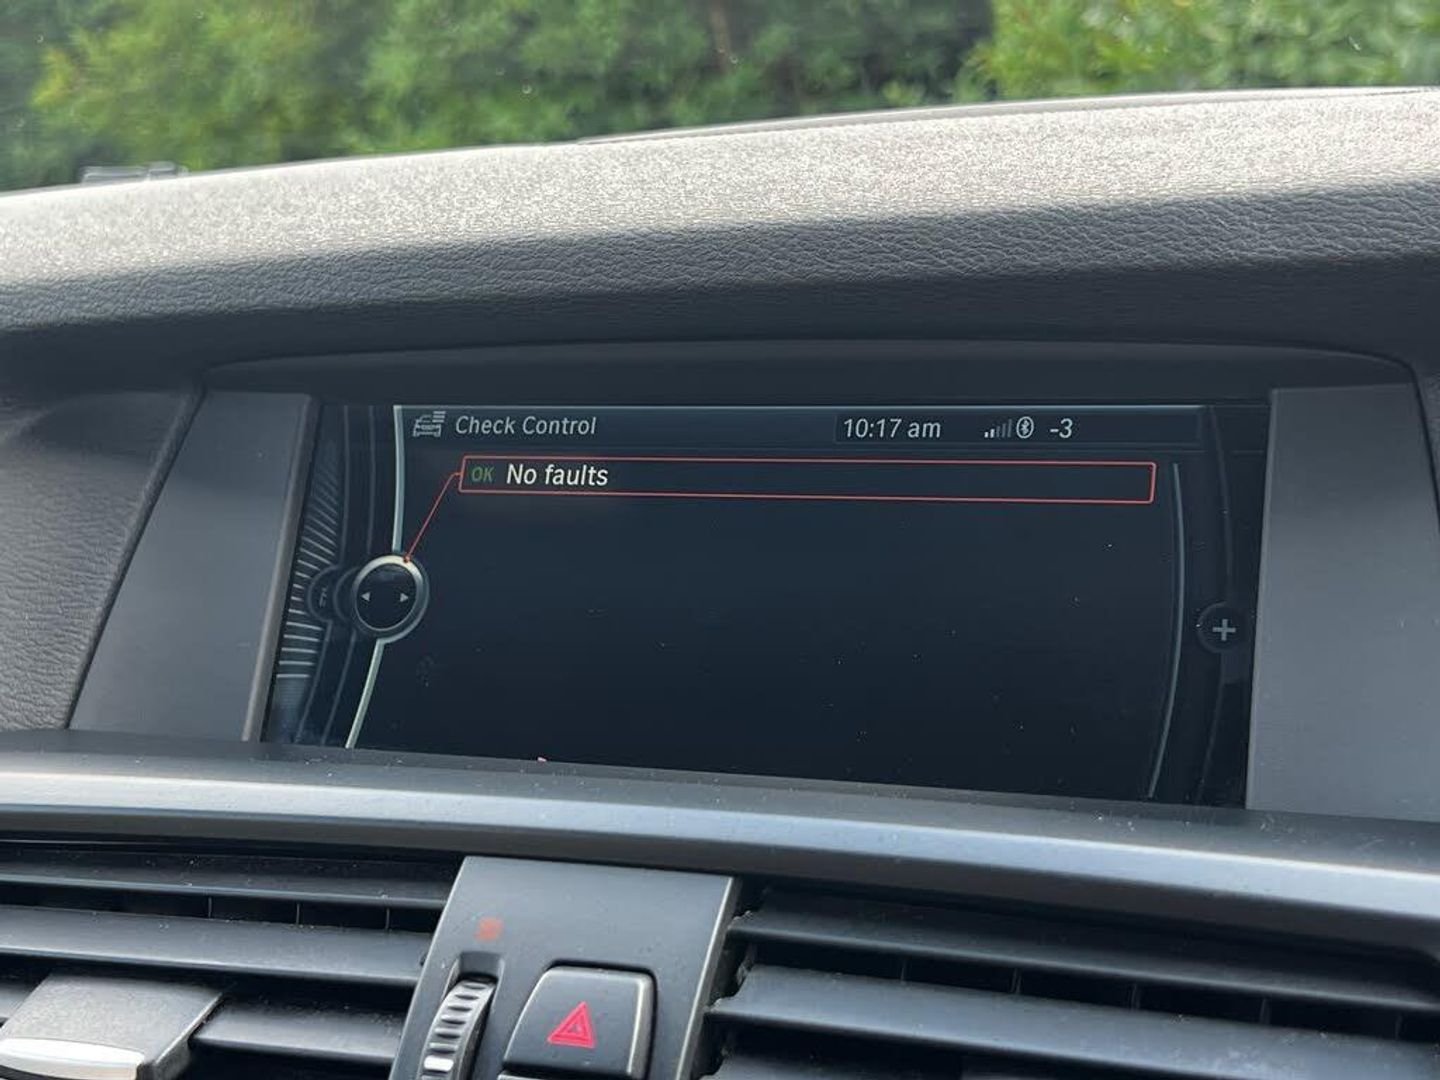 Check Control 10:17 am -3
OK No faults
+